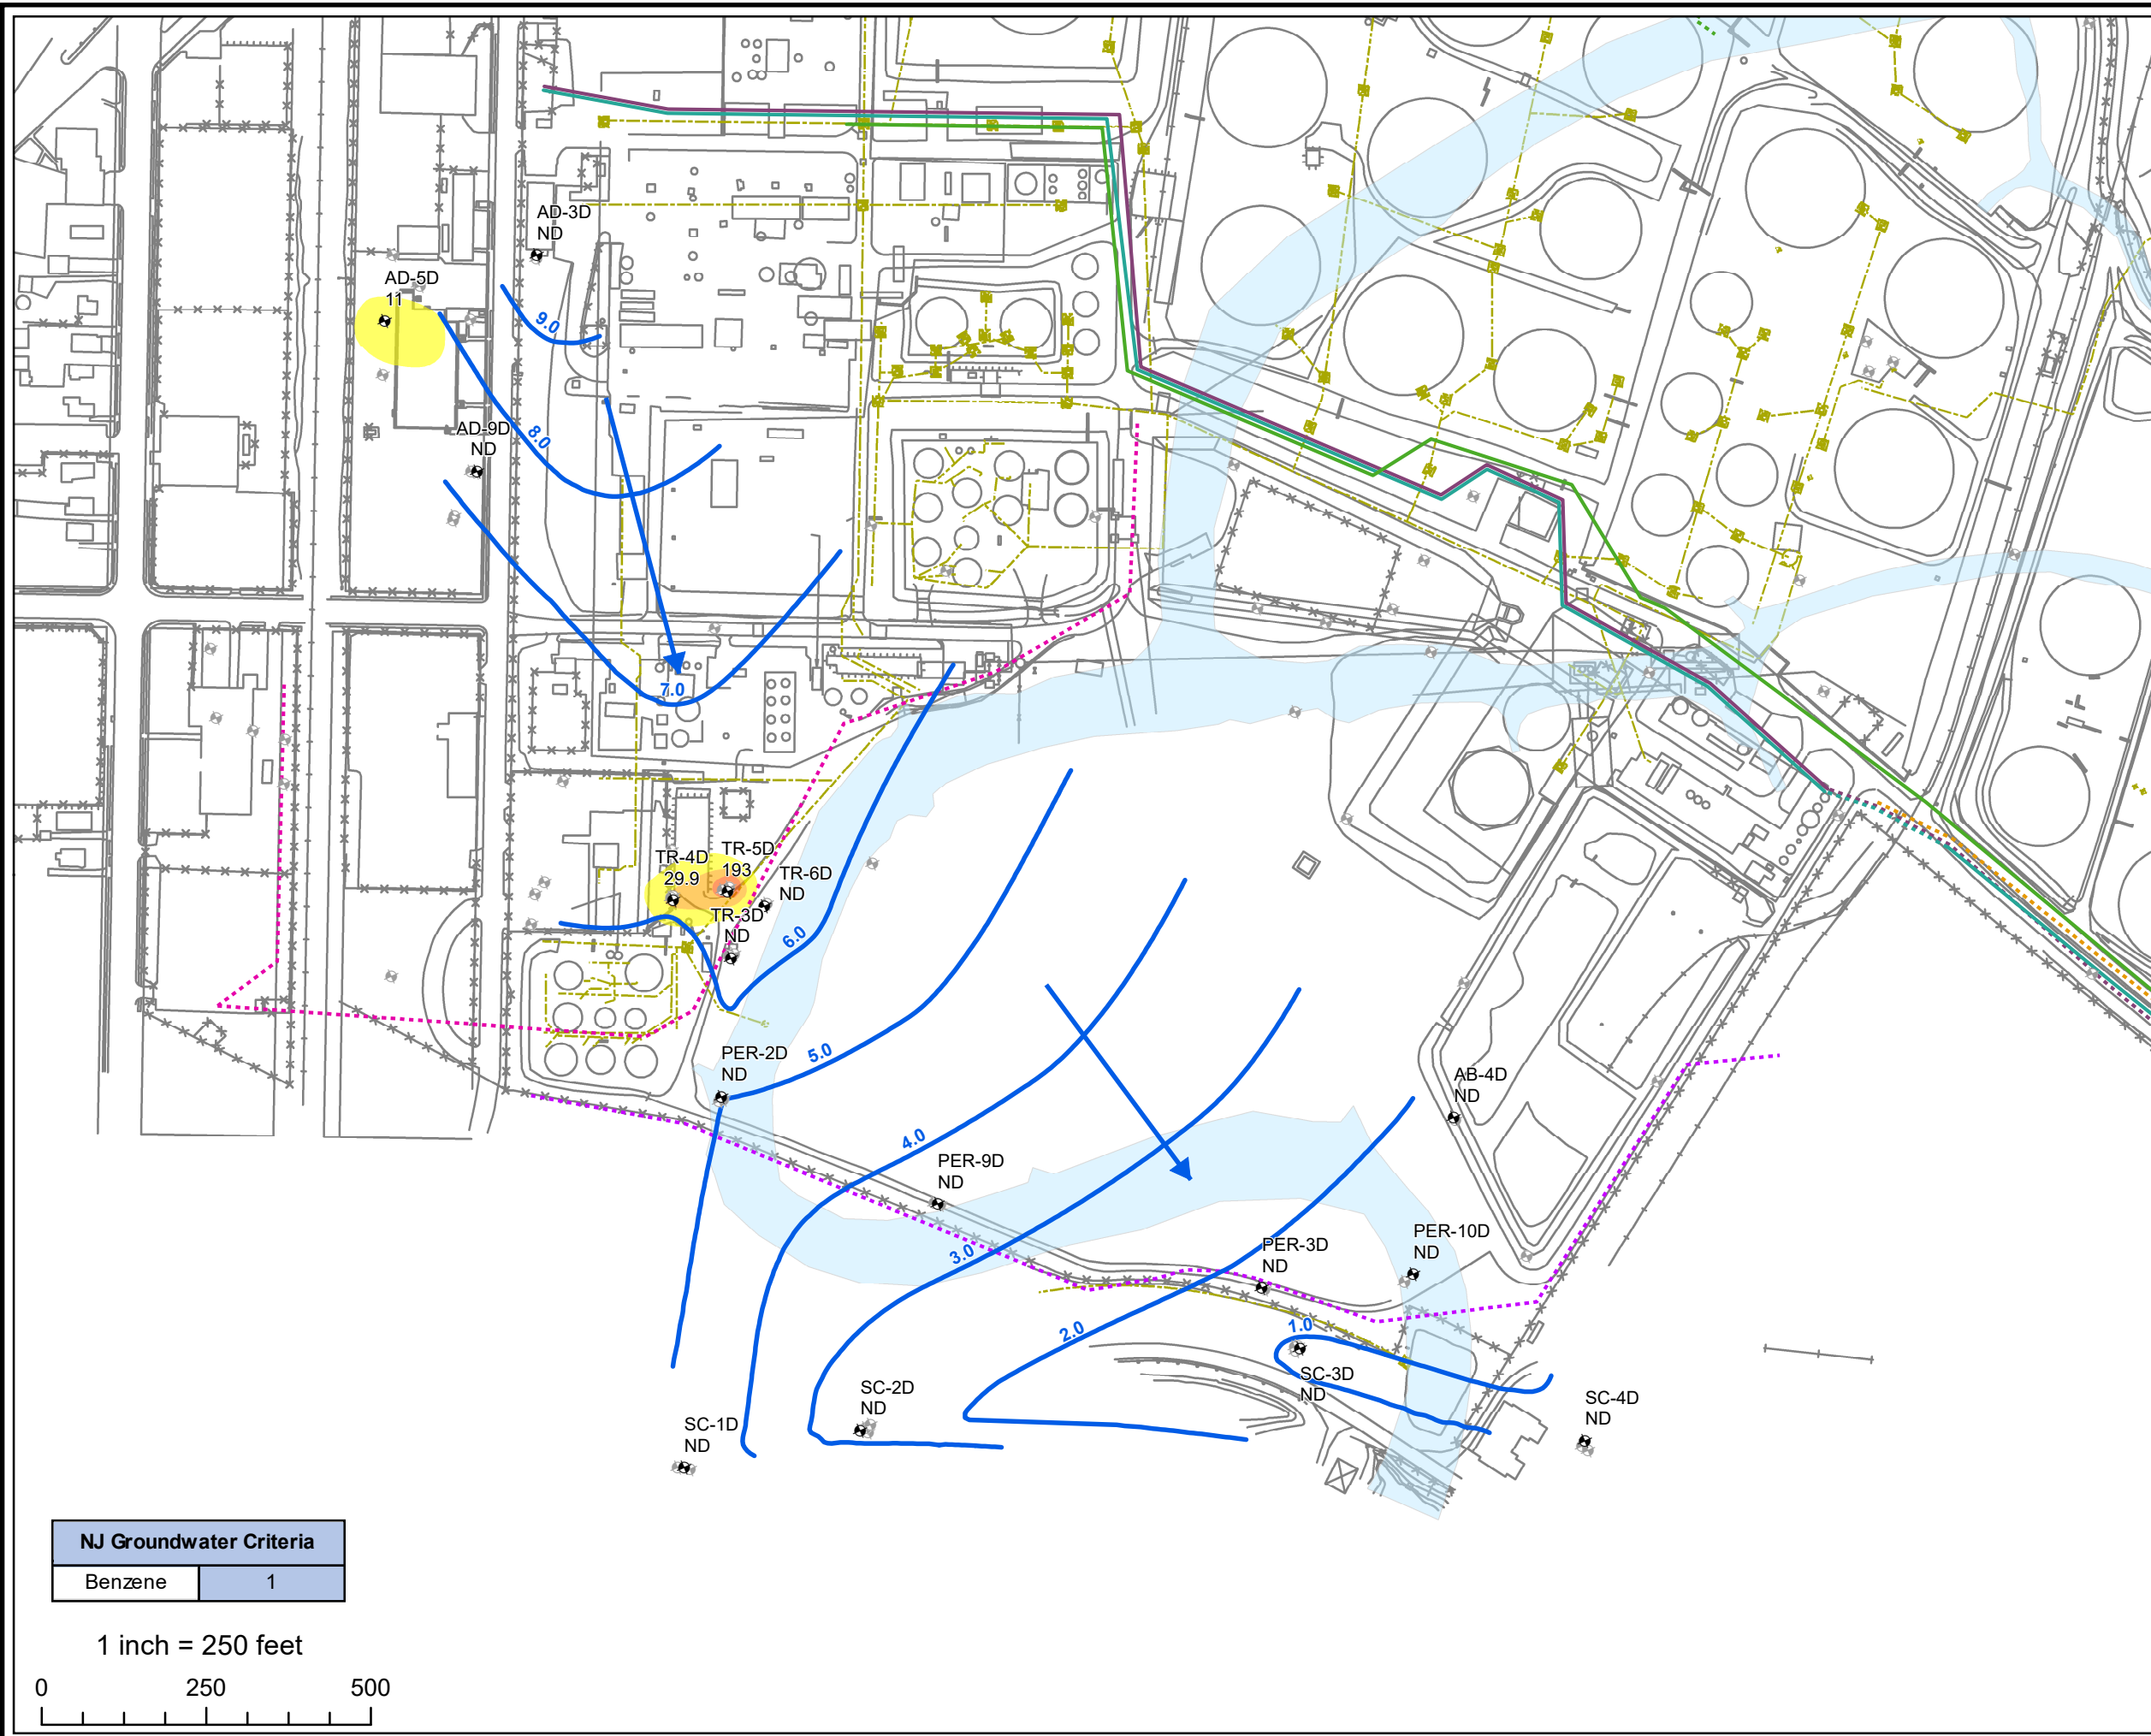 AD-3D
ND
AD-5D
11
9.0
8.0
AD-9D
ND
7.0
TR-5D
193
TR-4D
29.9
TR-6D
ND
TR-3D
ND
6.0
PER-2D
ND
5.0
AB-4D
ND
4.0
PER-9D
ND
3.0
PER-3D
ND
PER-10D
ND
2.0
1.0
SC-3D
ND
SC-2D
ND
SC-4D
ND
SC-1D
ND
NJ Groundwater Criteria
Benzene 1
1 inch = 250 feet
0 250 500